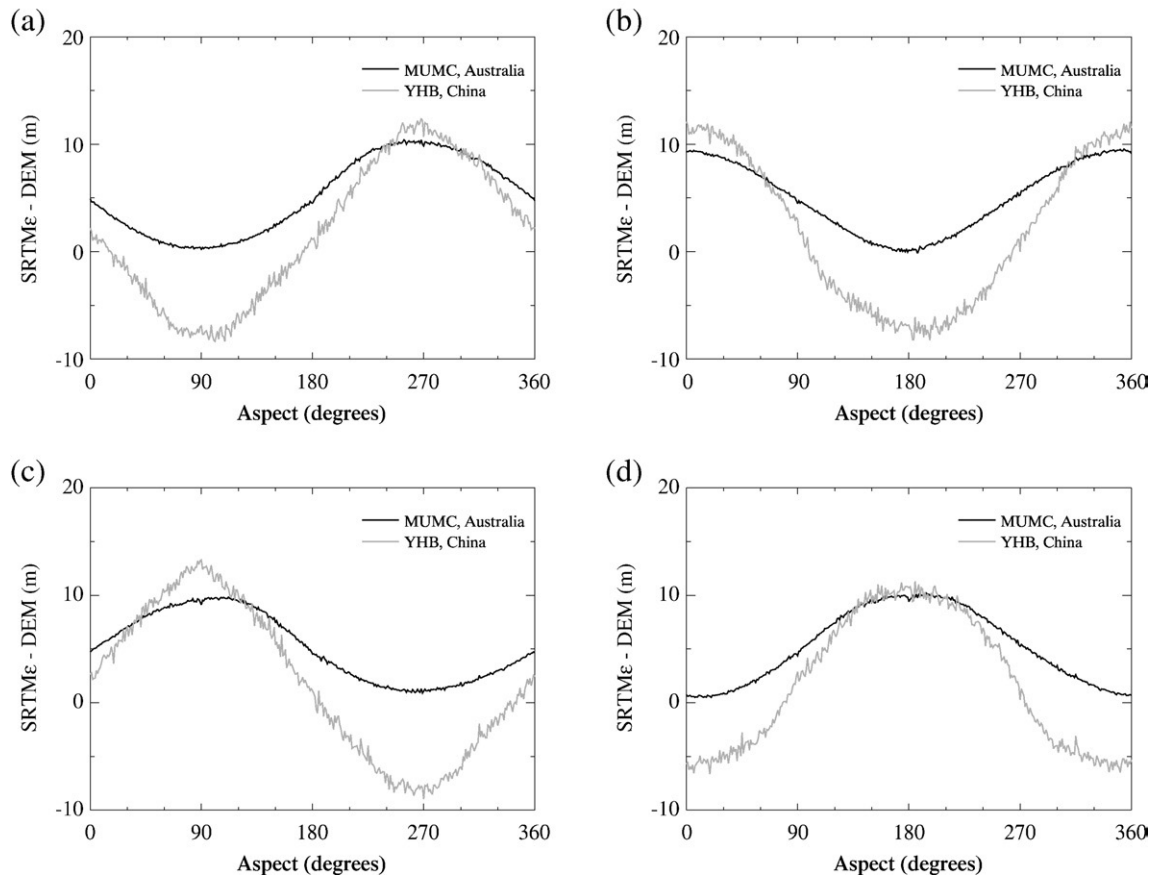 (a)
20
10
0
-10
SRTMε - DEM (m)
MUMC, Australia
YHB, China
0 90 180 270 360
Aspect (degrees)
(b)
20
10
0
-10
SRTMε - DEM (m)
MUMC, Australia
YHB, China
0 90 180 270 360
Aspect (degrees)
(c)
20
10
0
-10
SRTMε - DEM (m)
MUMC, Australia
YHB, China
0 90 180 270 360
Aspect (degrees)
(d)
20
10
0
-10
SRTMε - DEM (m)
MUMC, Australia
YHB, China
0 90 180 270 360
Aspect (degrees)